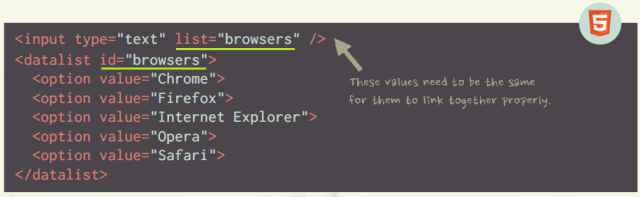 <input type="text" list="browsers" />
<datalist id="browsers">
<option value="Chrome">
<option value="Firefox">
<option value="Internet Explorer">
<option value="Opera">
<option value="Safari">
</datalist>
These values need to be the same
for them to link together properly.
5